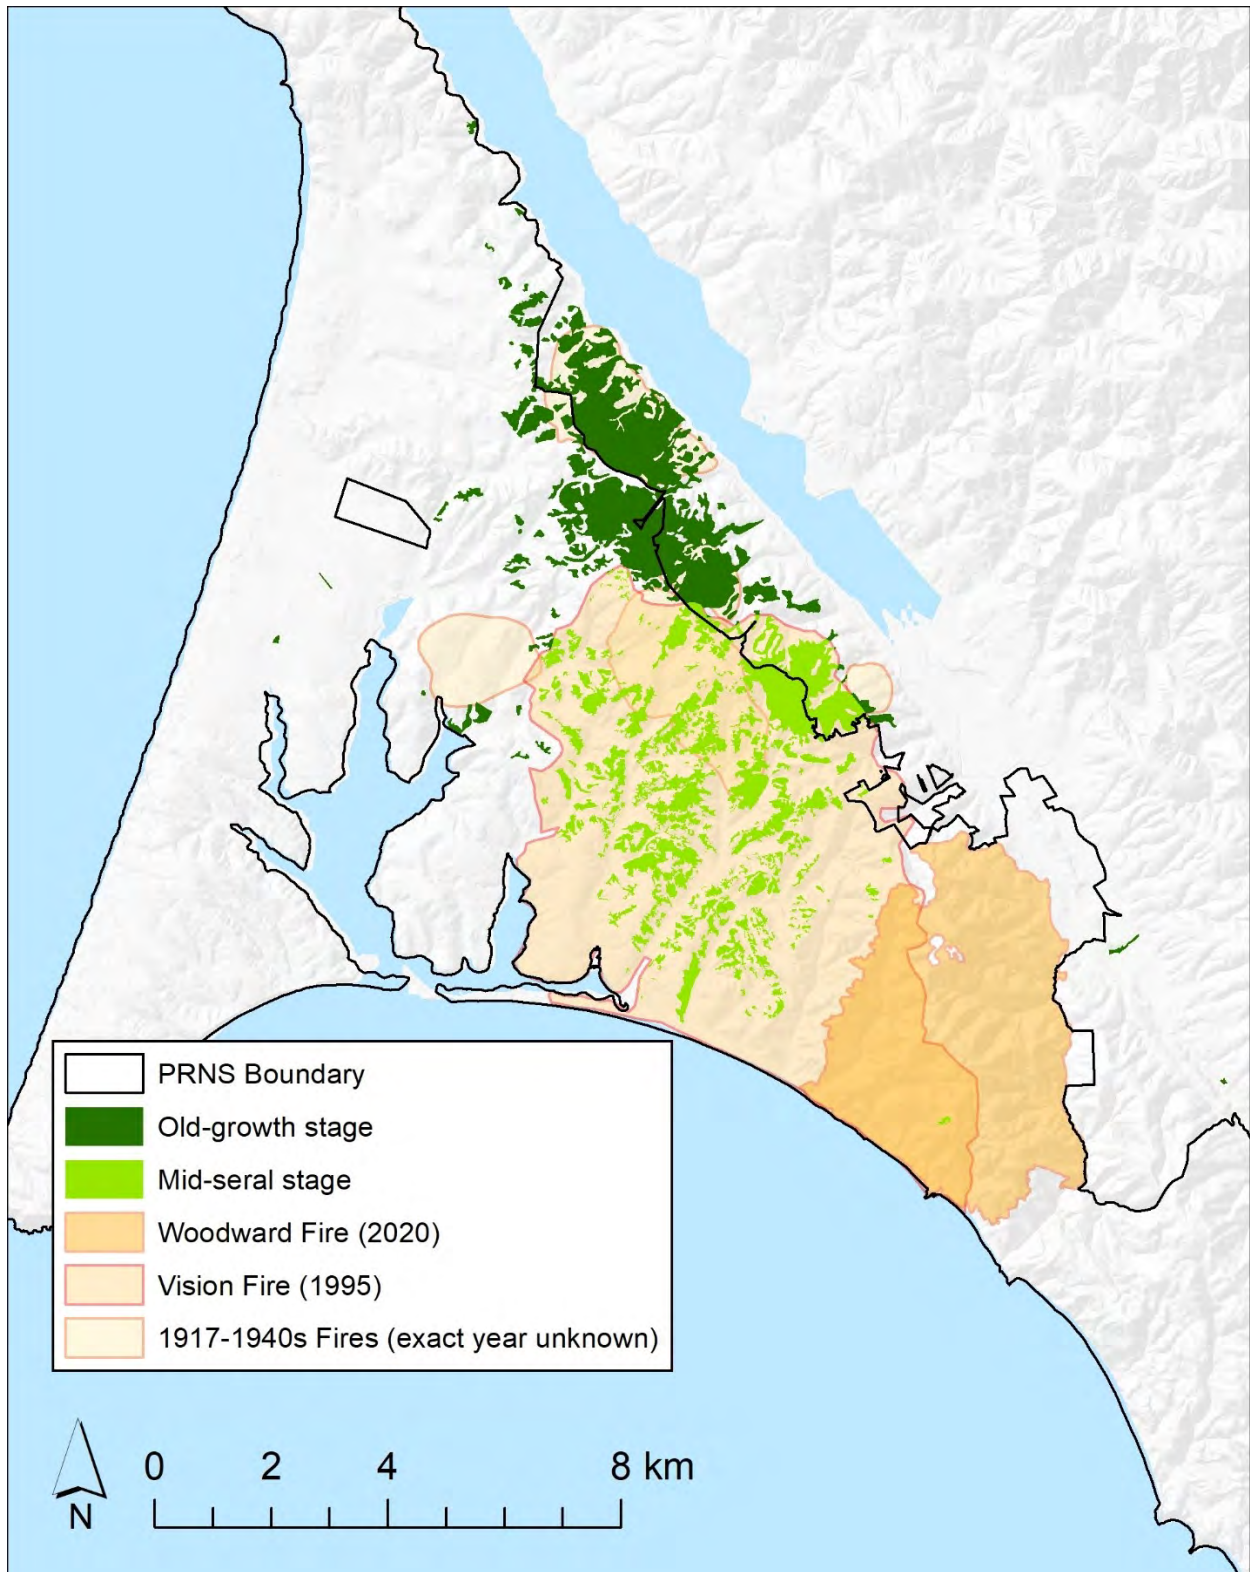 PRNS Boundary
Old-growth stage
Mid-seral stage
Woodward Fire (2020)
Vision Fire (1995)
1917-1940s Fires (exact year unknown)
0 2 4 8 km
N